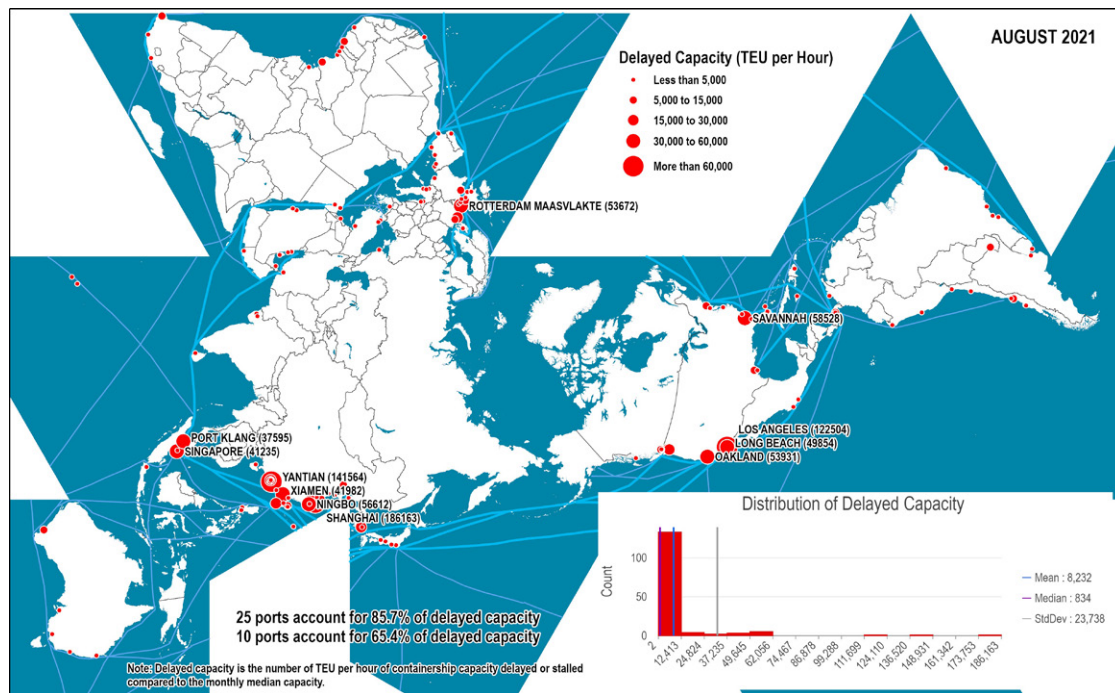 AUGUST 2021
Delayed Capacity (TEU per Hour)
Less than 5,000
5,000 to 15,000
15,000 to 30,000
30,000 to 60,000
More than 60,000
ROTTERDAM MAASVLAKTE (53672)
SAVANNAH (58528)
LOS ANGELES (122504)
LONG BEACH (49854)
OAKLAND (53931)
PORT KLANG (37595)
SINGAPORE (41235)
YANTIAN (141564)
XIAMEN (41982)
NINGBO (56612)
SHANGHAI (186163)
25 ports account for 85.7% of delayed capacity
10 ports account for 65.4% of delayed capacity
Note: Delayed capacity is the number of TEU per hour of containership capacity delayed or stalled
compared to the monthly median capacity.
Distribution of Delayed Capacity
Count
100
50
0
2
12,413
24,824
37,235
49,645
62,056
74,467
86,878
99,288
111,699
124,110
136,520
148,931
161,342
173,753
186,163
Mean : 8,232
Median : 834
StdDev : 23,738